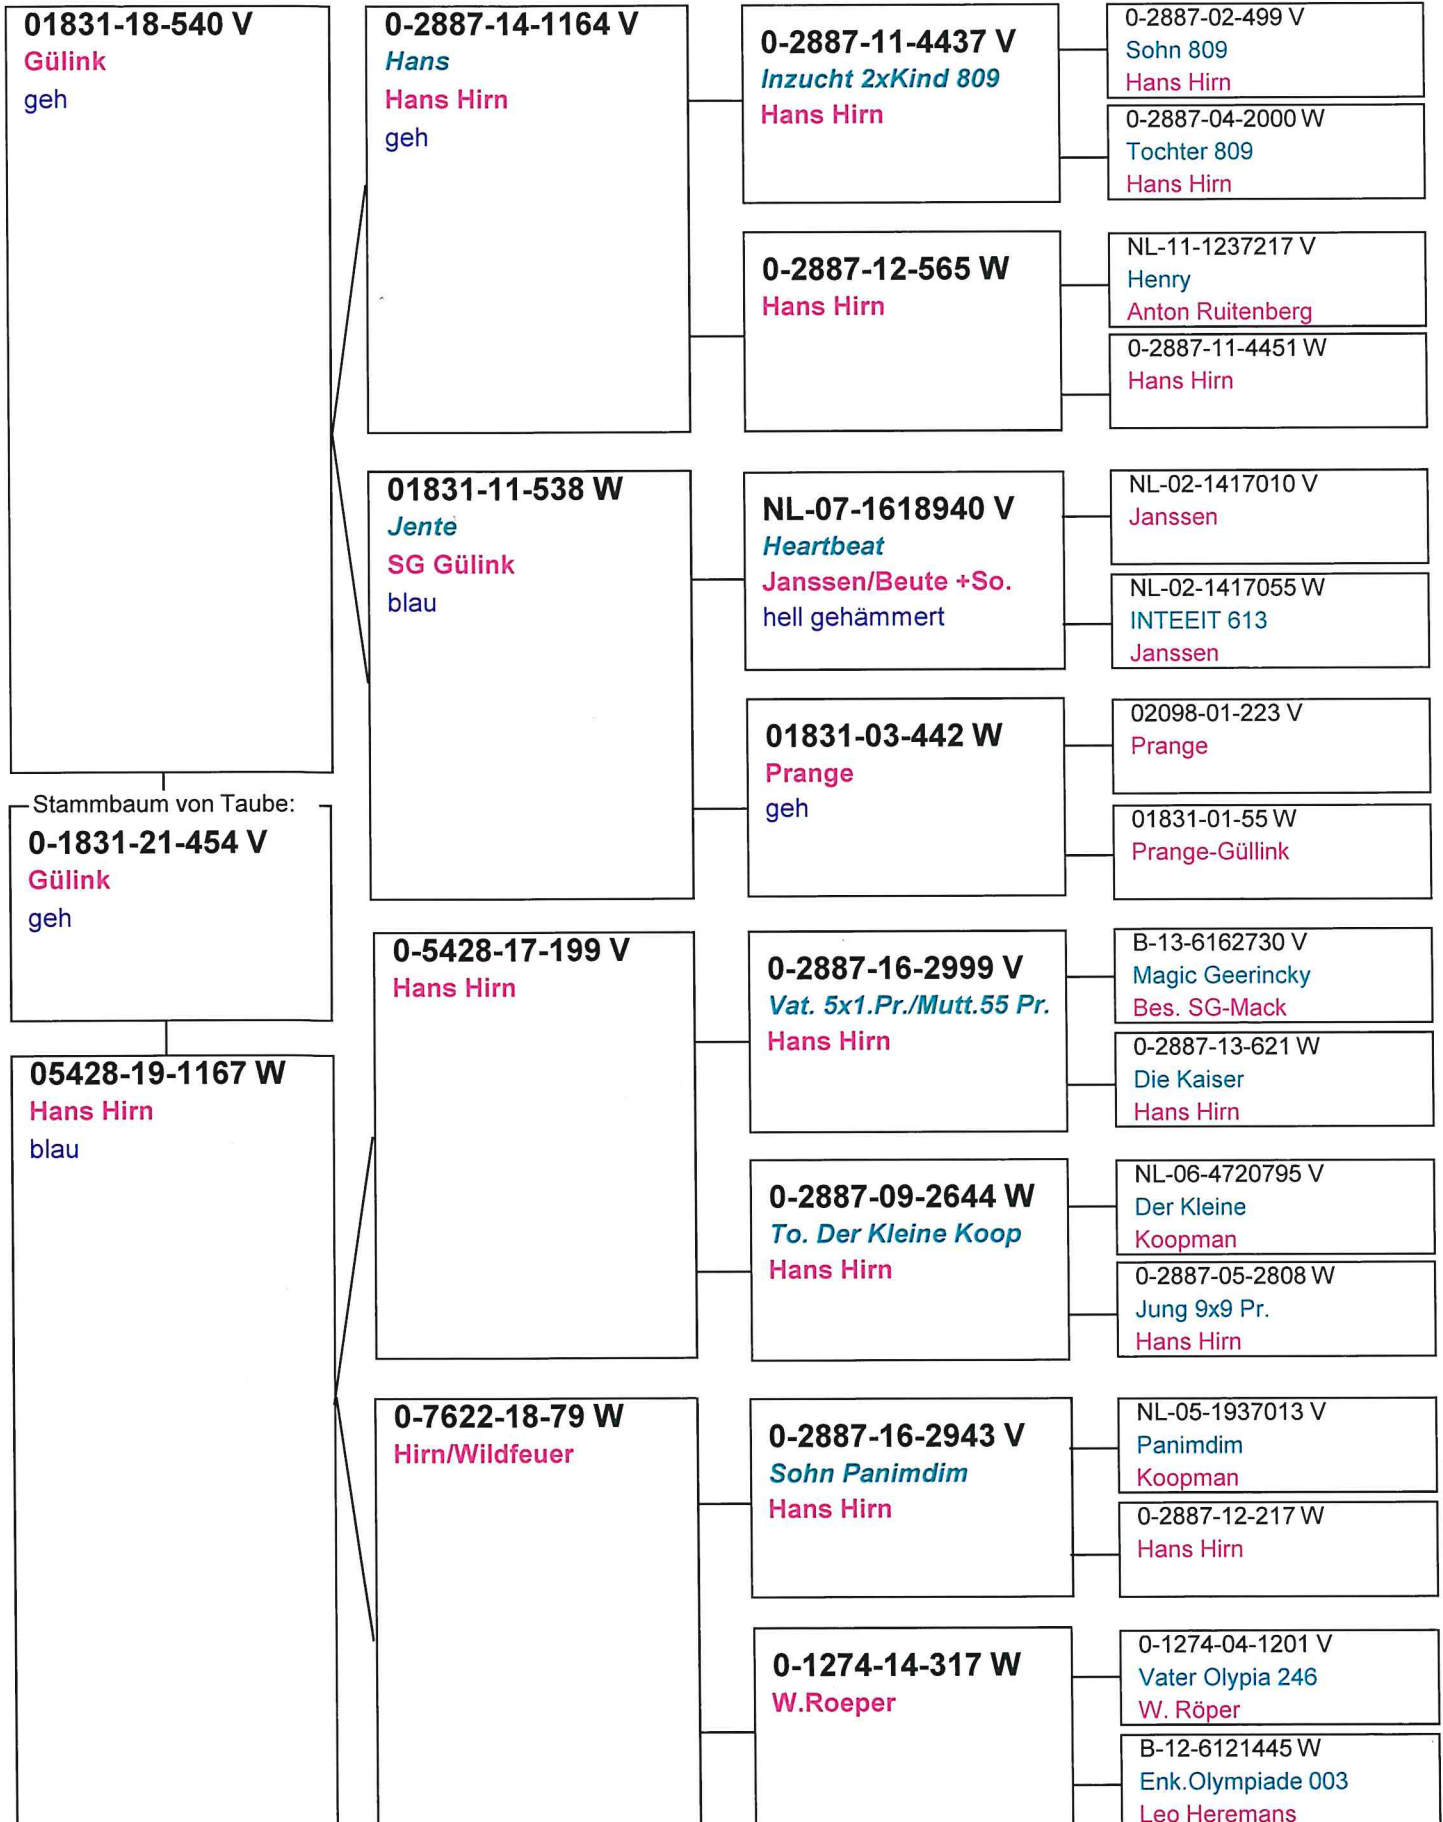 01831-18-540 V
Gülink
geh
Stammbaum von Taube:
0-1831-21-454 V
Gülink
geh
05428-19-1167 W
Hans Hirn
blau
0-2887-14-1164 V
Hans
Hans Hirn
geh
01831-11-538 W
Jente
SG Gülink
blau
0-5428-17-199 V
Hans Hirn
0-7622-18-79 W
Hirn/Wildfeuer
0-2887-11-4437 V
Inzucht 2xKind 809
Hans Hirn
0-2887-12-565 W
Hans Hirn
NL-07-1618940 V
Heartbeat
Janssen/Beute +So.
hell gehämmert
01831-03-442 W
Prange
geh
0-2887-16-2999 V
Vat. 5x1.Pr./Mutt.55 Pr.
Hans Hirn
0-2887-09-2644 W
To. Der Kleine Koop
Hans Hirn
0-2887-16-2943 V
Sohn Panimdim
Hans Hirn
0-1274-14-317 W
W.Roeper
0-2887-02-499 V
Sohn 809
Hans Hirn
0-2887-04-2000 W
Tochter 809
Hans Hirn
NL-11-1237217 V
Henry
Anton Ruitenberg
0-2887-11-4451 W
Hans Hirn
NL-02-1417010 V
Janssen
NL-02-1417055 W
INTEEIT 613
Janssen
02098-01-223 V
Prange
01831-01-55 W
Prange-Güllink
B-13-6162730 V
Magic Geerincky
Bes. SG-Mack
0-2887-13-621 W
Die Kaiser
Hans Hirn
NL-06-4720795 V
Der Kleine
Koopman
0-2887-05-2808 W
Jung 9x9 Pr.
Hans Hirn
NL-05-1937013 V
Panimdim
Koopman
0-2887-12-217 W
Hans Hirn
0-1274-04-1201 V
Vater Olypia 246
W. Röper
B-12-6121445 W
Enk.Olympiade 003
Leo Heremans